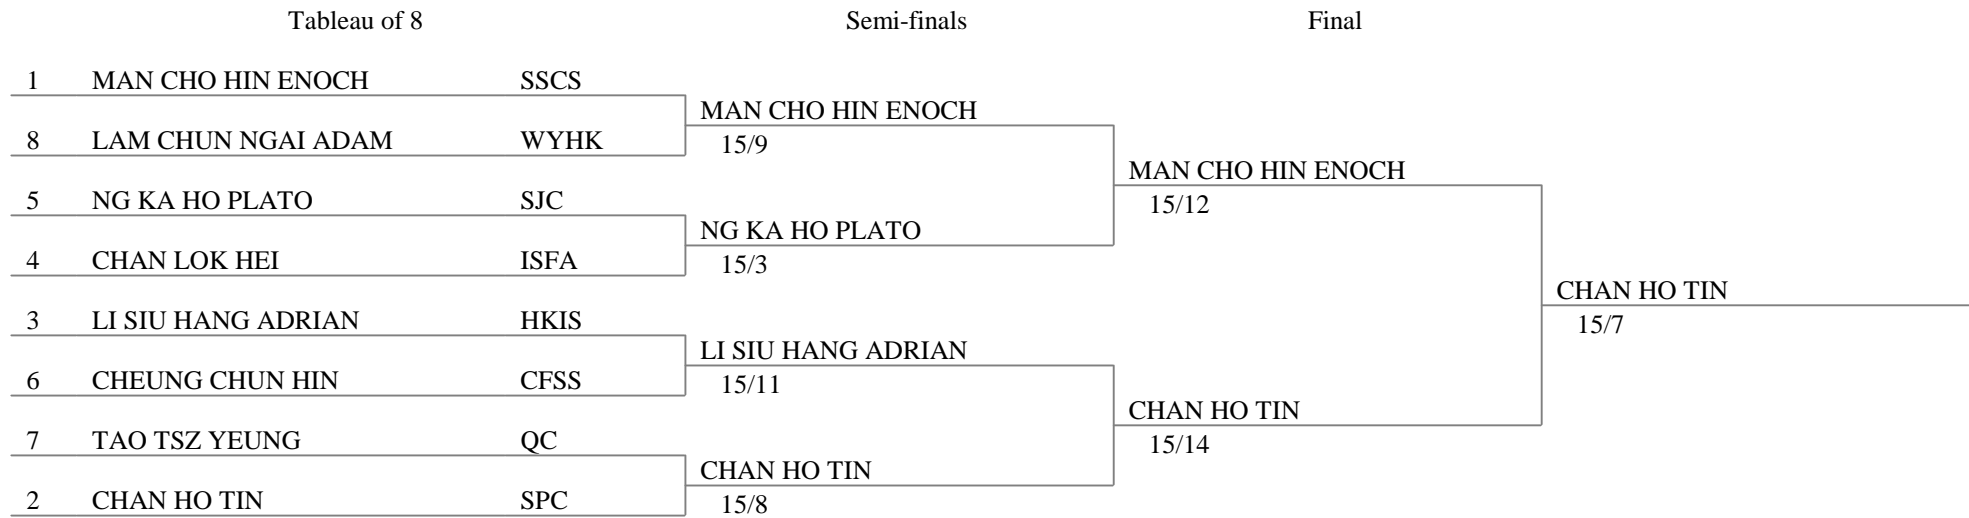 Tableau of 8 Semi-finals Final
1 MAN CHO HIN ENOCH SSCS
MAN CHO HIN ENOCH
8 LAM CHUN NGAI ADAM WYHK 15/9
MAN CHO HIN ENOCH
5 NG KA HO PLATO SJC 15/12
NG KA HO PLATO
4 CHAN LOK HEI ISFA 15/3
CHAN HO TIN
3 LI SIU HANG ADRIAN HKIS 15/7
LI SIU HANG ADRIAN
6 CHEUNG CHUN HIN CFSS 15/11
CHAN HO TIN
7 TAO TSZ YEUNG QC 15/14
CHAN HO TIN
2 CHAN HO TIN SPC 15/8